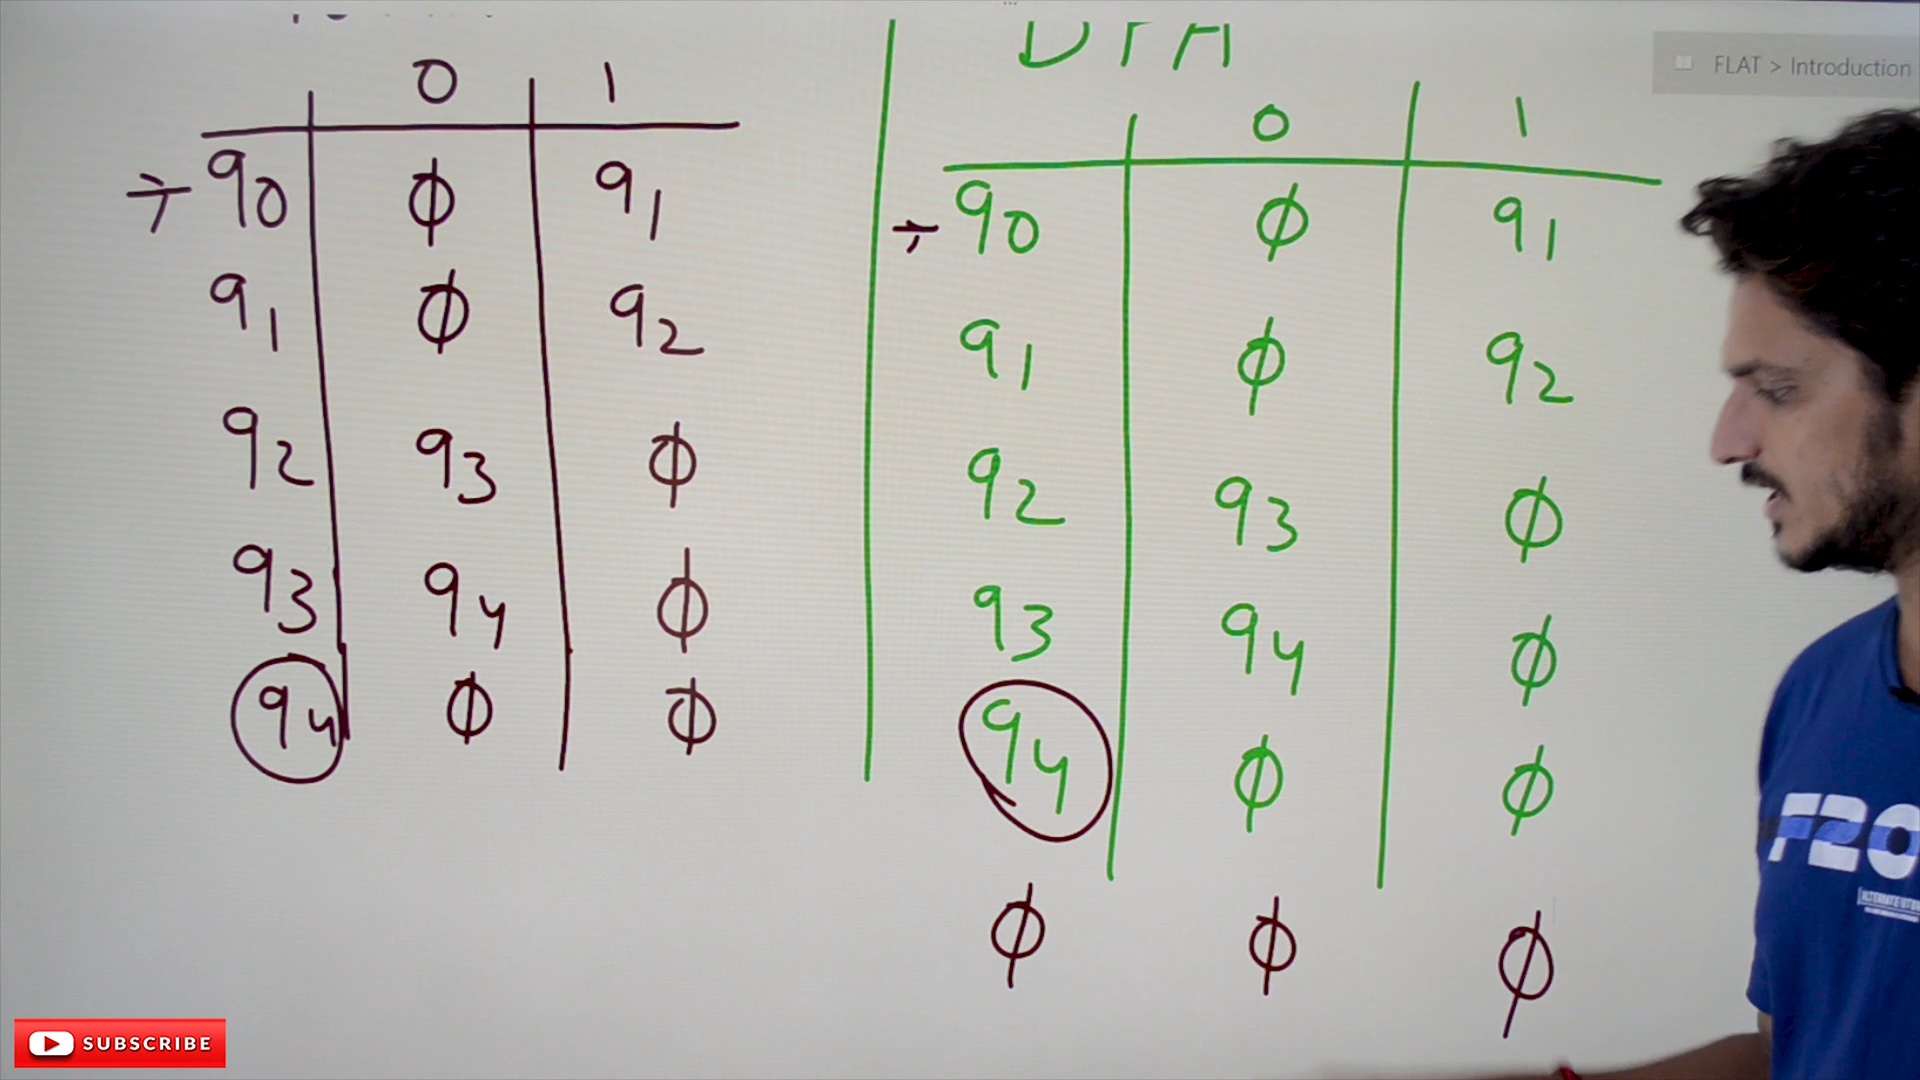 FLAT > Introduction
0 1
→ q0 φ q1
q1 φ q2
q2 q3 φ
q3 q4 φ
q4 φ φ
DFA
0 1
→ q0 φ q1
q1 φ q2
q2 q3 φ
q3 q4 φ
q4 φ φ
φ φ φ
F20
SUBSCRIBE